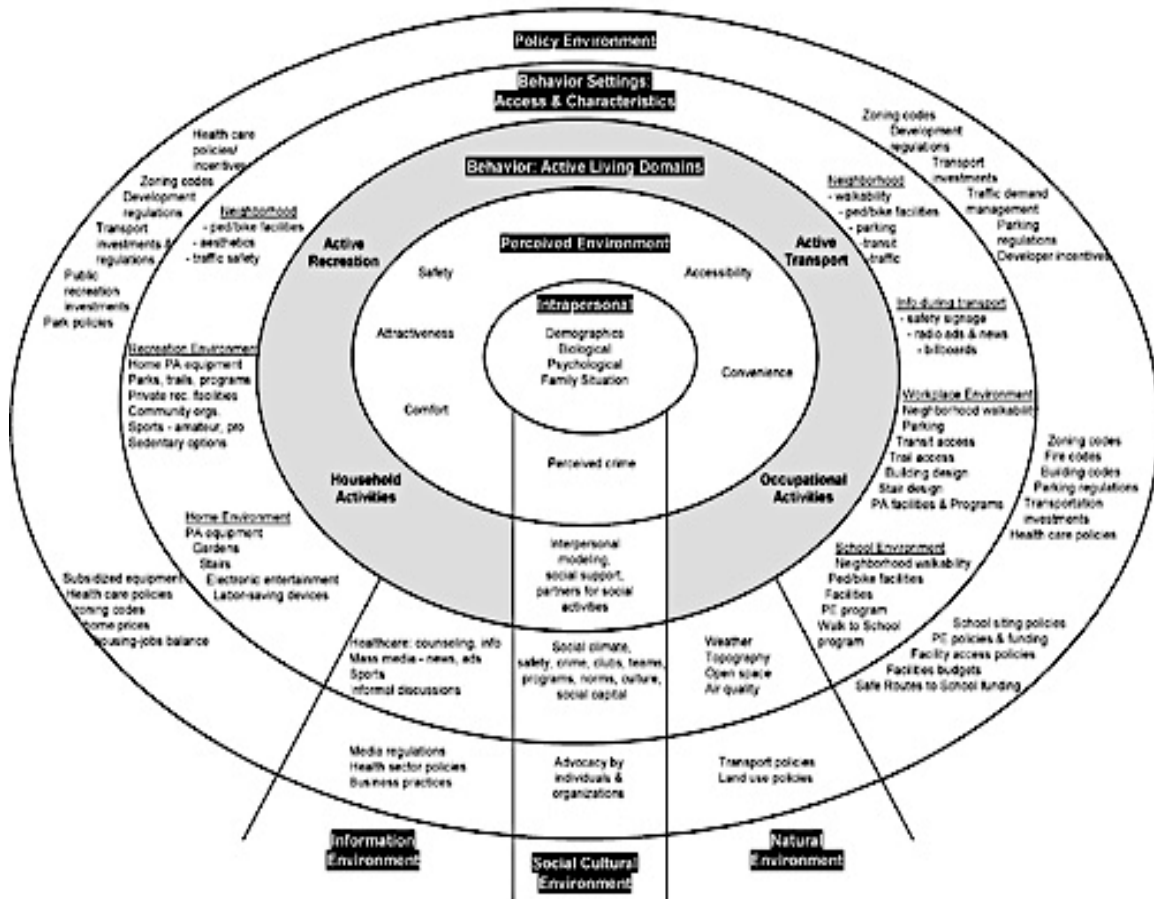 Policy Environment
Behavior Settings:
Access & Characteristics
Behavior: Active Living Domains
Perceived Environment
Intrapersonal
Demographics
Biological
Psychological
Family Situation
Safety
Attractiveness
Comfort
Accessibility
Convenience
Perceived crime
Active
Recreation
Active
Transport
Household
Activities
Occupational
Activities
Interpersonal
modeling,
social support,
partners for social
activities
Health care
policies/
incentives
Zoning codes
Development
regulations
Transport
investments &
regulations
Public
recreation
investments
Park policies
Neighborhood
- ped/bike facilities
- aesthetics
- traffic safety
Recreation Environment
Home PA equipment
Parks, trails, programs
Private rec. facilities
Community orgs.
Sports - amateur, pro
Sedentary options
Home Environment
PA equipment
Gardens
Stairs
Electronic entertainment
Labor-saving devices
Subsidized equipment
Health care policies
zoning codes
home prices
housing-jobs balance
Zoning codes
Development
regulations
Transport
investments
Traffic demand
management
Parking
regulations
Developer incentives
Neighborhood
- walkability
- ped/bike facilities
- parking
-transit
-traffic
Info during transport
- safety signage
- radio ads & news
- billboards
Workplace Environment
Neighborhood walkability
Parking
Transit access
Trail access
Building design
Stair design
PA facilities & Programs
Zoning codes
Fire codes
Building codes
Parking regulations
Transportation
investments
Health care policies
School Environment
Neighborhood walkability
Ped/bike facilities
Facilities
PE program
Walk to School
program
School siting policies
PE policies & funding
Facility access policies
Facilities budgets
Safe Routes to School funding
Healthcare: counseling, info
Mass media - news, ads
Sports
Informal discussions
Social climate,
safety, crime, clubs, teams,
programs, norms, culture,
social capital
Weather
Topography
Open space
Air quality
Media regulations
Health sector policies
Business practices
Advocacy by
individuals &
organizations
Transport policies
Land use policies
Information
Environment
Social Cultural
Environment
Natural
Environment